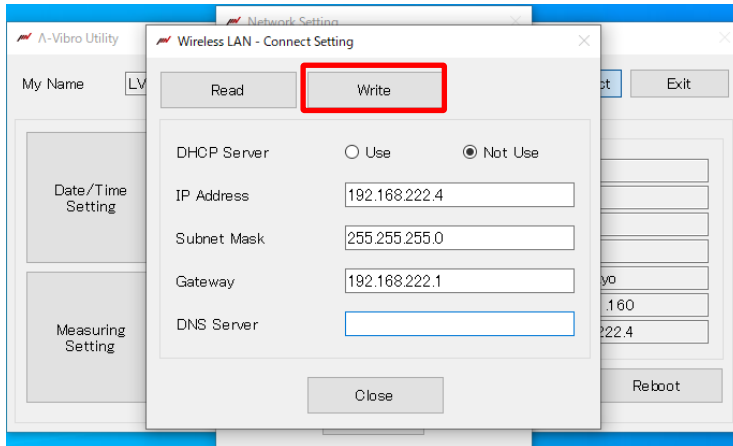 Network Setting
Λ-Vibro Utility
Wireless LAN - Connect Setting
My Name
LV
Read
Write
Exit
DHCP Server
Use
Not Use
Date/Time
Setting
IP Address
192.168.222.4
Subnet Mask
255.255.255.0
Gateway
192.168.222.1
yo
.160
DNS Server
222.4
Measuring
Setting
Close
Reboot